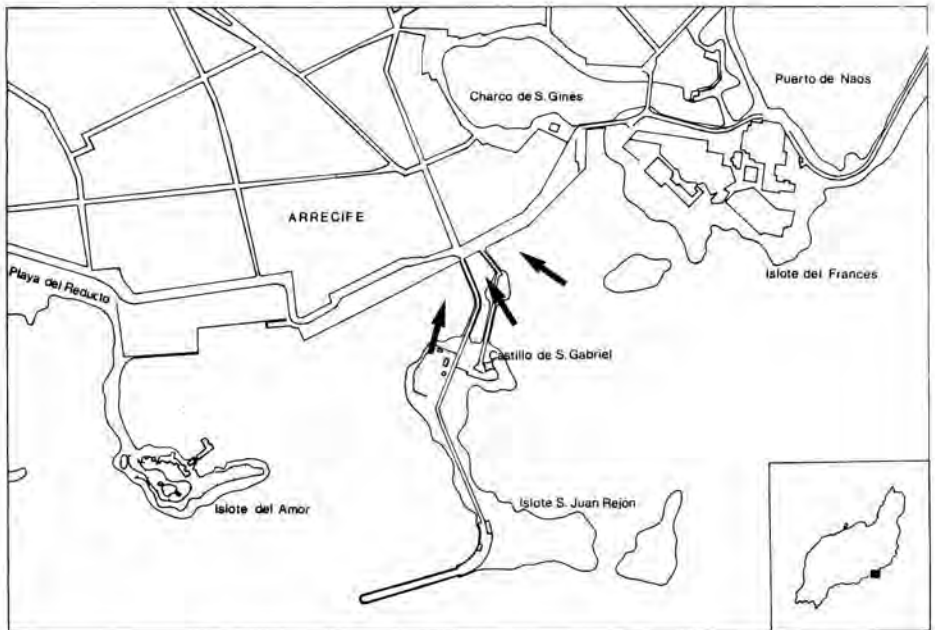 Puerto de Naos
Charco de S. Ginés
ARRECIFE
Playa del Reducto
Islote del Frances
Castillo de S. Gabriel
Islote S. Juan Rejón
Islote del Amor